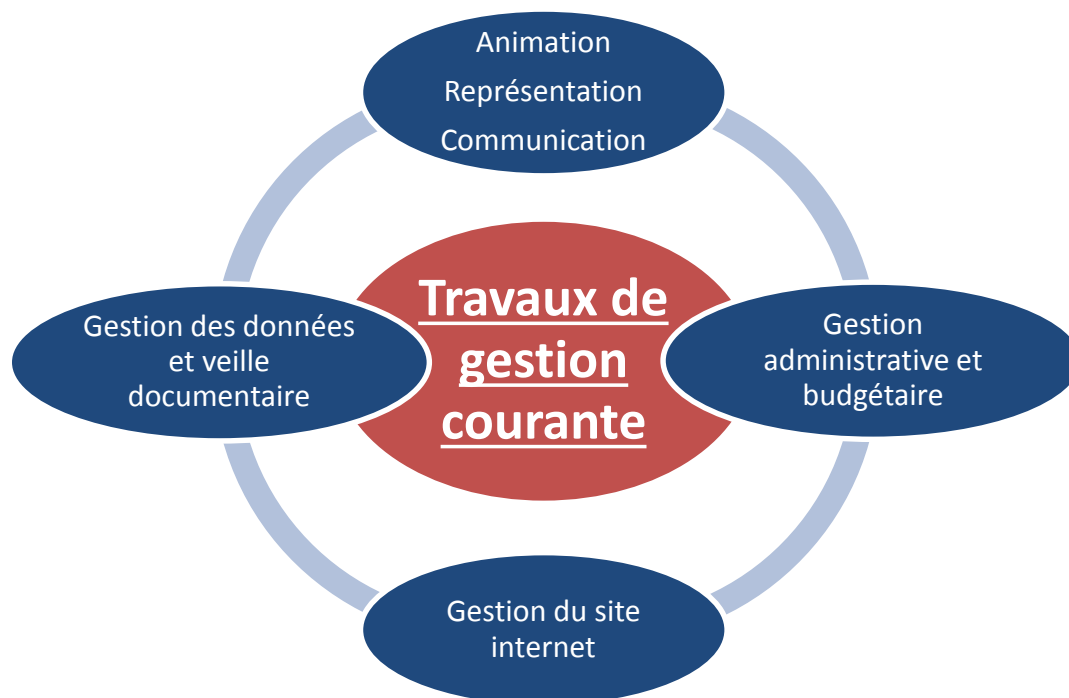 Animation
Représentation
Communication
Travaux de
gestion
courante
Gestion des données
et veille
documentaire
Gestion
administrative et
budgétaire
Gestion du site
internet